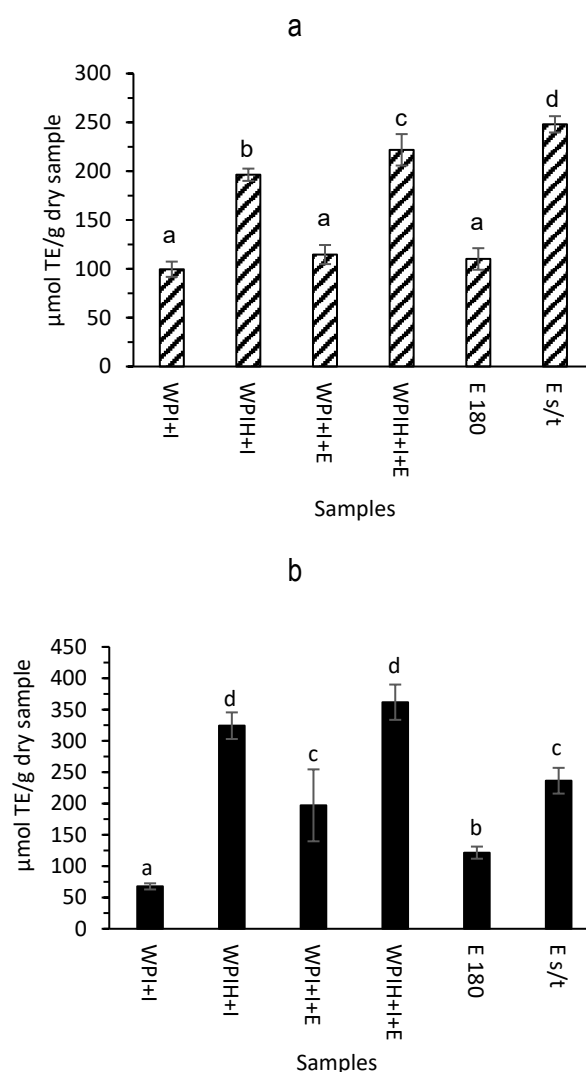 a
µmol TE/g dry sample
300
250
200
150
100
50
0
a
b
a
c
a
d
WPI+I
WPIH+I
WPI+I+E
WPIH+I+E
E 180
E s/t
Samples
b
µmol TE/g dry sample
450
400
350
300
250
200
150
100
50
0
a
d
c
d
b
c
WPI+I
WPIH+I
WPI+I+E
WPIH+I+E
E 180
E s/t
Samples